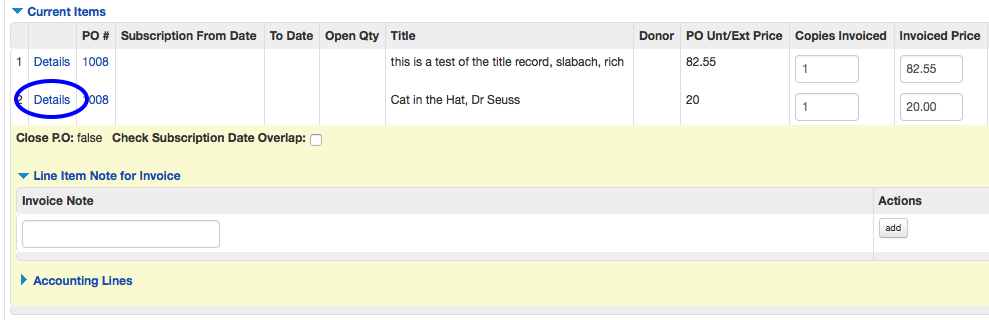 Current Items
PO # Subscription From Date To Date Open Qty Title Donor PO Unt/Ext Price Copies Invoiced Invoiced Price
1 Details 1008 this is a test of the title record, slabach, rich 82.55 1 82.55
2 Details 1008 Cat in the Hat, Dr Seuss 20 1 20.00
Close P.O: false Check Subscription Date Overlap:
Line Item Note for Invoice
Invoice Note Actions
add
Accounting Lines